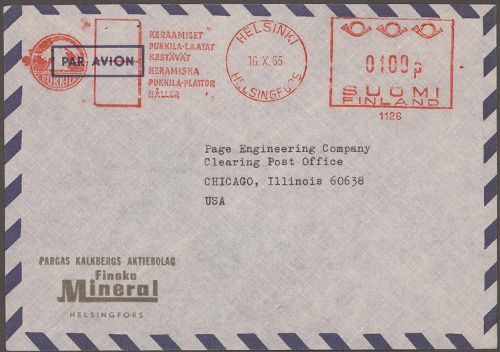 PUKKILA
PAR AVION
KERAAMISET
PUKKILA-LAATAT
KESTÄVÄT
KERAMISKA
PUKKILA-PLATTOR
HÅLLER
HELSINKI
16.X.65
HELSINGFORS
0100 p
SUOMI
FINLAND
1126
Page Engineering Company
Clearing Post Office
CHICAGO, Illinois 60638
USA
PARGAS KALKBERGS AKTIEBOLAG
Finska
Mineral
HELSINGFORS